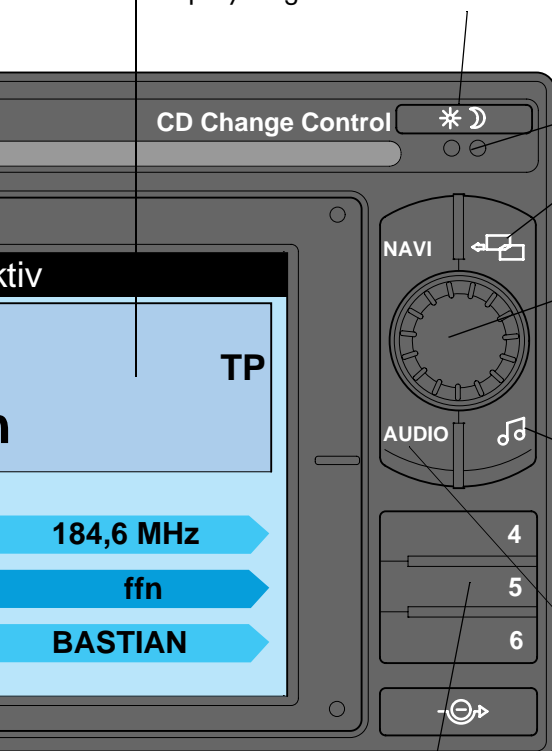 CD Change Control
NAVI
ktiv
TP
AUDIO
184,6 MHz
ffn
BASTIAN
4
5
6